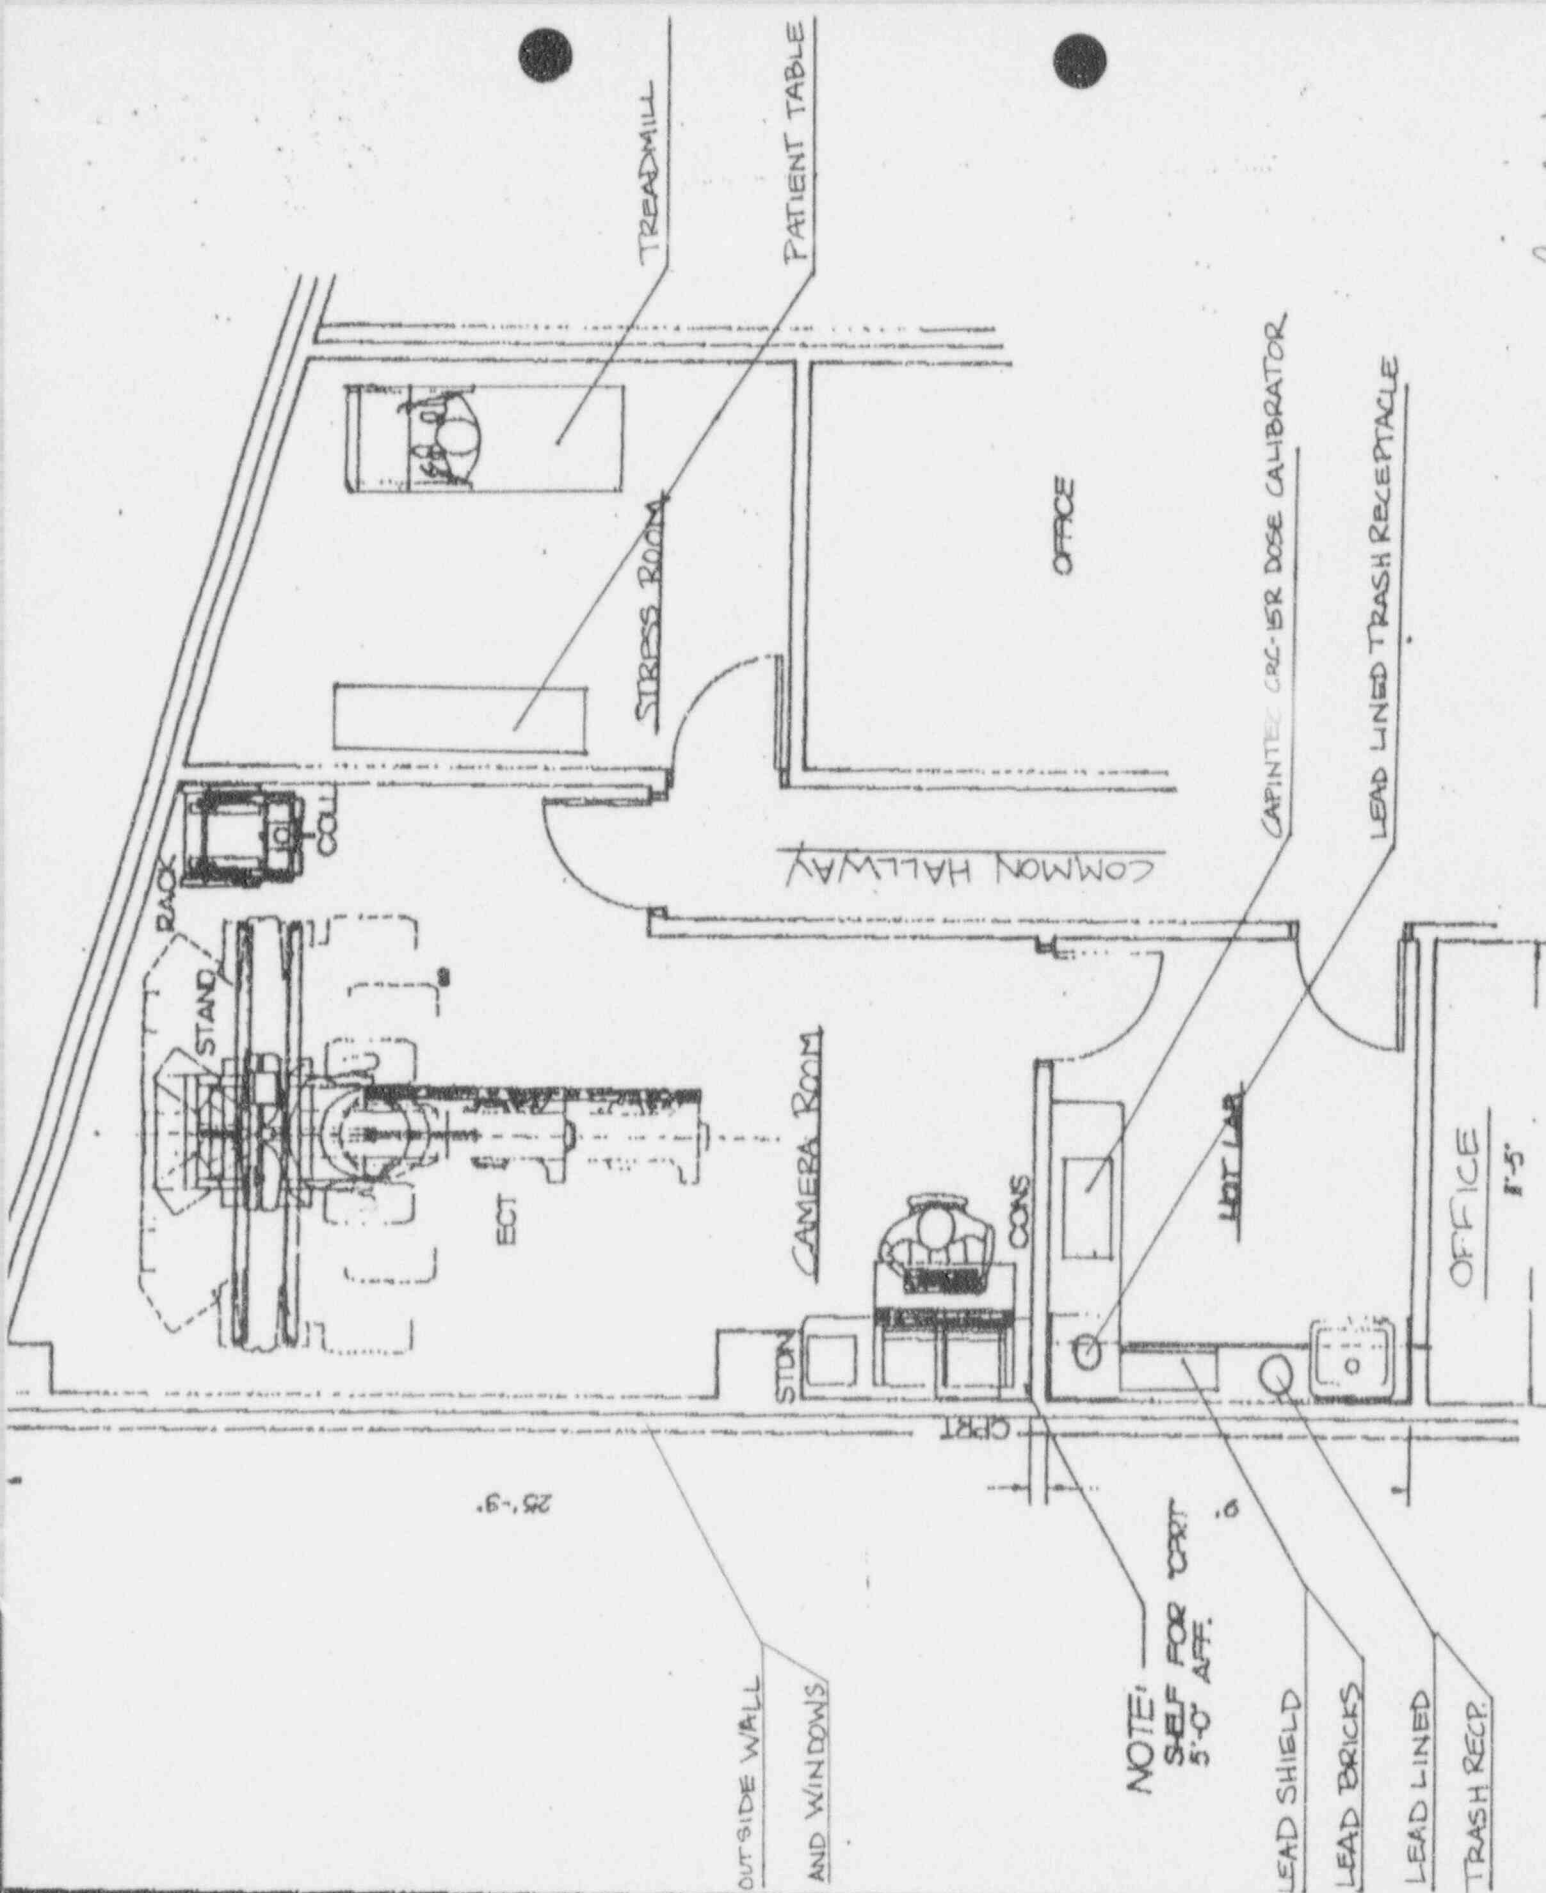 TREADMILL
PATIENT TABLE
RACK
COLL
STAND
STRESS ROOM
OFFICE
CAPINTEC CRC-15R DOSE CALIBRATOR
LEAD LINED TRASH RECEPTACLE
COMMON HALLWAY
ECT
CAMERA ROOM
CONS
HOT LAB
OFFICE
STDN
CPRT
25'-9"
OUTSIDE WALL
AND WINDOWS
NOTE:
SHELF FOR "CPRT
5'-0" AFF.
LEAD SHIELD
LEAD BRICKS
LEAD LINED
TRASH RECP.